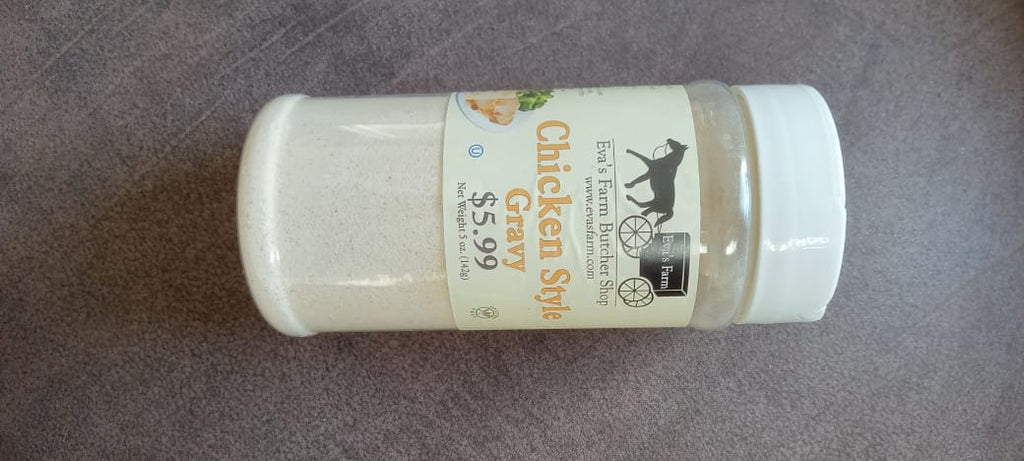 Eva's Farm
Eva's Farm Butcher Shop
www.evasfarm.com
Chicken Style
Gravy
$5.99
Net Weight 5 oz. (142g)
U